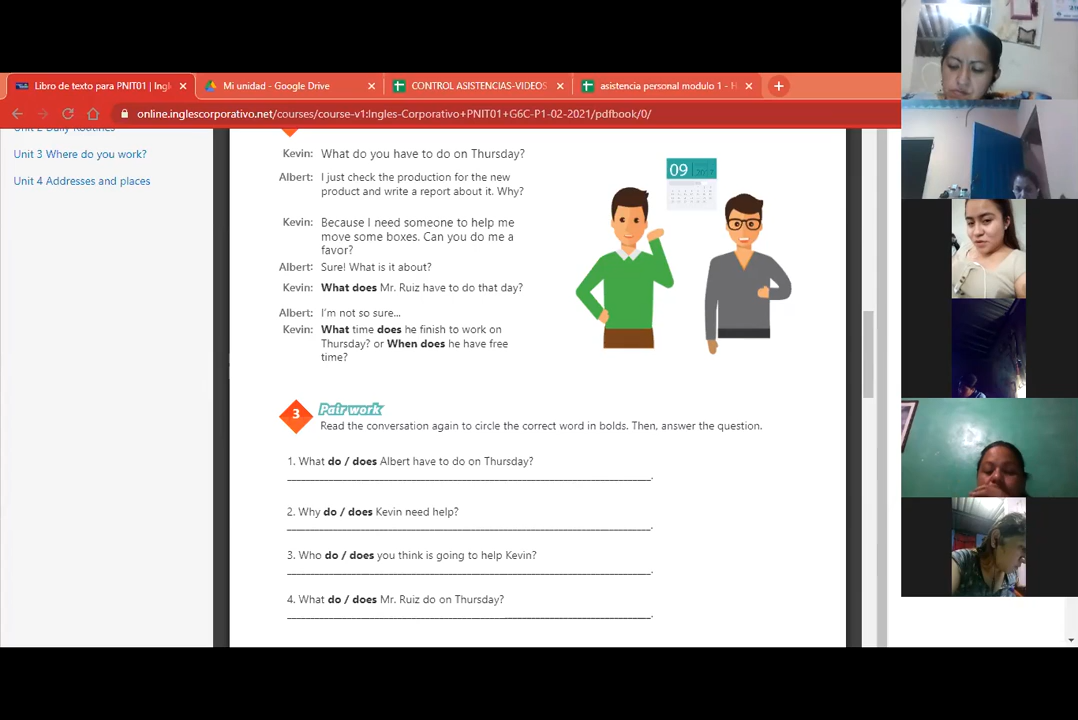 Libro de texto para PNIT01 | Ingl
Mi unidad - Google Drive
CONTROL ASISTENCIAS-VIDEOS
asistencia personal modulo 1 - H
online.inglescorporativo.net/courses/course-v1:Ingles-Corporativo+PNIT01+G6C-P1-02-2021/pdfbook/0/
Unit 2 Daily Routines
Unit 3 Where do you work?
Unit 4 Addresses and places
Kevin: What do you have to do on Thursday?
Albert: I just check the production for the new
product and write a report about it. Why?
Kevin: Because I need someone to help me
move some boxes. Can you do me a
favor?
Albert: Sure! What is it about?
Kevin: What does Mr. Ruiz have to do that day?
Albert: I'm not so sure...
Kevin: What time does he finish to work on
Thursday? or When does he have free
time?
09
3 Pair work
Read the conversation again to circle the correct word in bolds. Then, answer the question.
1. What do / does Albert have to do on Thursday?
2. Why do / does Kevin need help?
3. Who do / does you think is going to help Kevin?
4. What do / does Mr. Ruiz do on Thursday?